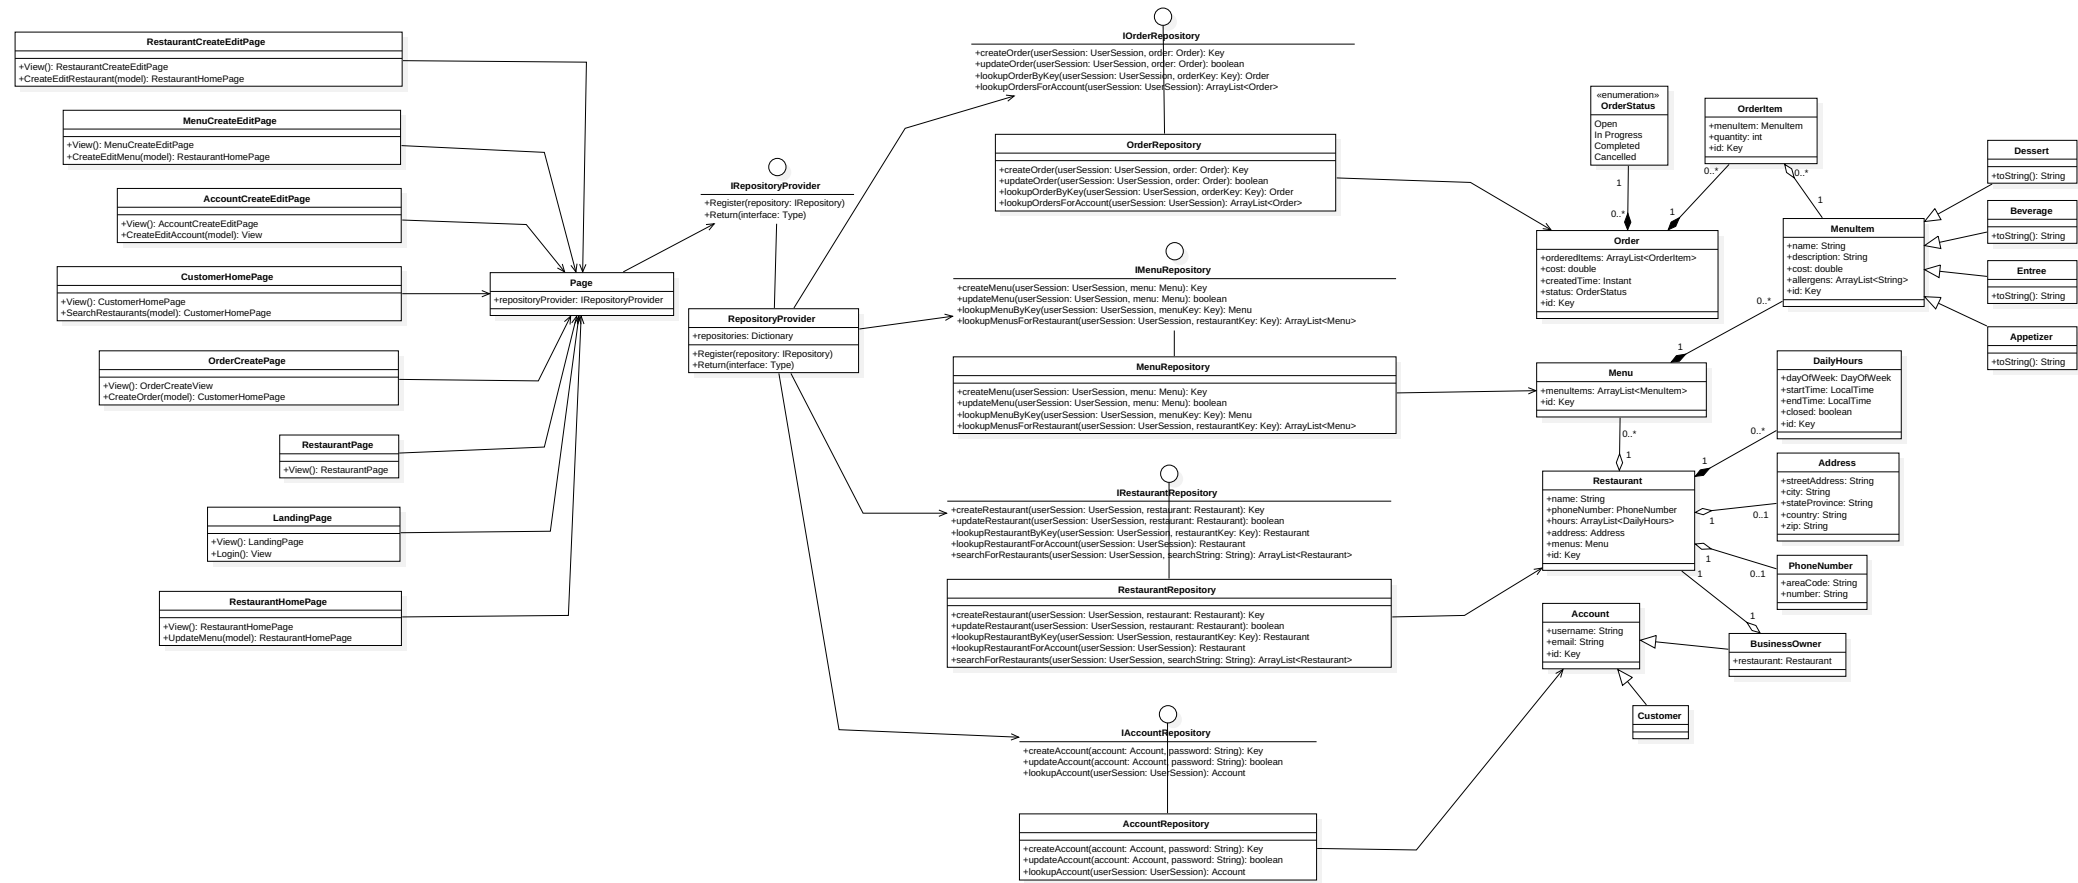 RestaurantCreateEditPage
+View(): RestaurantCreateEditPage
+CreateEditRestaurant(model): RestaurantHomePage
MenuCreateEditPage
+View(): MenuCreateEditPage
+CreateEditMenu(model): RestaurantHomePage
AccountCreateEditPage
+View(): AccountCreateEditPage
+CreateEditAccount(model): View
CustomerHomePage
+View(): CustomerHomePage
+SearchRestaurants(model): CustomerHomePage
OrderCreatePage
+View(): OrderCreateView
+CreateOrder(model): CustomerHomePage
RestaurantPage
+View(): RestaurantPage
LandingPage
+View(): LandingPage
+Login(): View
RestaurantHomePage
+View(): RestaurantHomePage
+UpdateMenu(model): RestaurantHomePage
Page
+repositoryProvider: IRepositoryProvider
IRepositoryProvider
+Register(repository: IRepository)
+Return(interface: Type)
RepositoryProvider
+repositories: Dictionary
+Register(repository: IRepository)
+Return(interface: Type)
IOrderRepository
+createOrder(userSession: UserSession, order: Order): Key
+updateOrder(userSession: UserSession, order: Order): boolean
+lookupOrderByKey(userSession: UserSession, orderKey: Key): Order
+lookupOrdersForAccount(userSession: UserSession): ArrayList<Order>
OrderRepository
+createOrder(userSession: UserSession, order: Order): Key
+updateOrder(userSession: UserSession, order: Order): boolean
+lookupOrderByKey(userSession: UserSession, orderKey: Key): Order
+lookupOrdersForAccount(userSession: UserSession): ArrayList<Order>
IMenuRepository
+createMenu(userSession: UserSession, menu: Menu): Key
+updateMenu(userSession: UserSession, menu: Menu): boolean
+lookupMenuByKey(userSession: UserSession, menuKey: Key): Menu
+lookupMenusForRestaurant(userSession: UserSession, restaurantKey: Key): ArrayList<Menu>
MenuRepository
+createMenu(userSession: UserSession, menu: Menu): Key
+updateMenu(userSession: UserSession, menu: Menu): boolean
+lookupMenuByKey(userSession: UserSession, menuKey: Key): Menu
+lookupMenusForRestaurant(userSession: UserSession, restaurantKey: Key): ArrayList<Menu>
IRestaurantRepository
+createRestaurant(userSession: UserSession, restaurant: Restaurant): Key
+updateRestaurant(userSession: UserSession, restaurant: Restaurant): boolean
+lookupRestaurantByKey(userSession: UserSession, restaurantKey: Key): Restaurant
+lookupRestaurantForAccount(userSession: UserSession): Restaurant
+searchForRestaurants(userSession: UserSession, searchString: String): ArrayList<Restaurant>
RestaurantRepository
+createRestaurant(userSession: UserSession, restaurant: Restaurant): Key
+updateRestaurant(userSession: UserSession, restaurant: Restaurant): boolean
+lookupRestaurantByKey(userSession: UserSession, restaurantKey: Key): Restaurant
+lookupRestaurantForAccount(userSession: UserSession): Restaurant
+searchForRestaurants(userSession: UserSession, searchString: String): ArrayList<Restaurant>
IAccountRepository
+createAccount(account: Account, password: String): Key
+updateAccount(account: Account, password: String): boolean
+lookupAccount(userSession: UserSession): Account
AccountRepository
+createAccount(account: Account, password: String): Key
+updateAccount(account: Account, password: String): boolean
+lookupAccount(userSession: UserSession): Account
«enumeration»
OrderStatus
Open
In Progress
Completed
Cancelled
1
0..*
OrderItem
+menuItem: MenuItem
+quantity: int
+id: Key
0..*
1
0..*
1
Order
+orderedItems: ArrayList<OrderItem>
+cost: double
+createdTime: Instant
+status: OrderStatus
+id: Key
MenuItem
+name: String
+description: String
+cost: double
+allergens: ArrayList<String>
+id: Key
0..*
1
Dessert
+toString(): String
Beverage
+toString(): String
Entree
+toString(): String
Appetizer
+toString(): String
Menu
+menuItems: ArrayList<MenuItem>
+id: Key
0..*
1
DailyHours
+dayOfWeek: DayOfWeek
+startTime: LocalTime
+endTime: LocalTime
+closed: boolean
+id: Key
0..*
1
Restaurant
+name: String
+phoneNumber: PhoneNumber
+hours: ArrayList<DailyHours>
+address: Address
+menus: Menu
+id: Key
Address
+streetAddress: String
+city: String
+stateProvince: String
+country: String
+zip: String
0..1
1
PhoneNumber
+areaCode: String
+number: String
1
0..1
1
1
Account
+username: String
+email: String
+id: Key
BusinessOwner
+restaurant: Restaurant
Customer